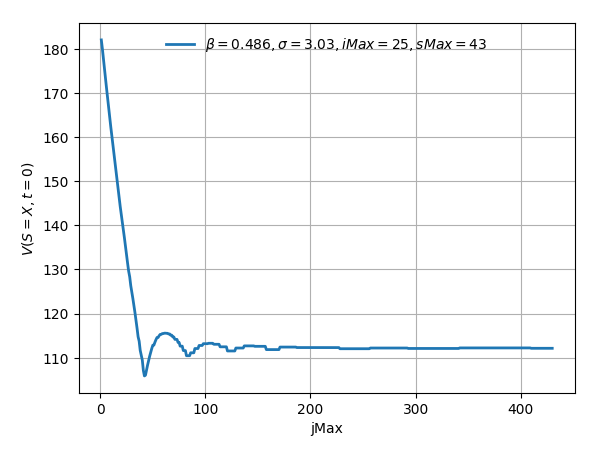 β = 0.486, σ = 3.03, iMax = 25, sMax = 43
V(S = X, t = 0)
180
170
160
150
140
130
120
110
0 100 200 300 400
jMax